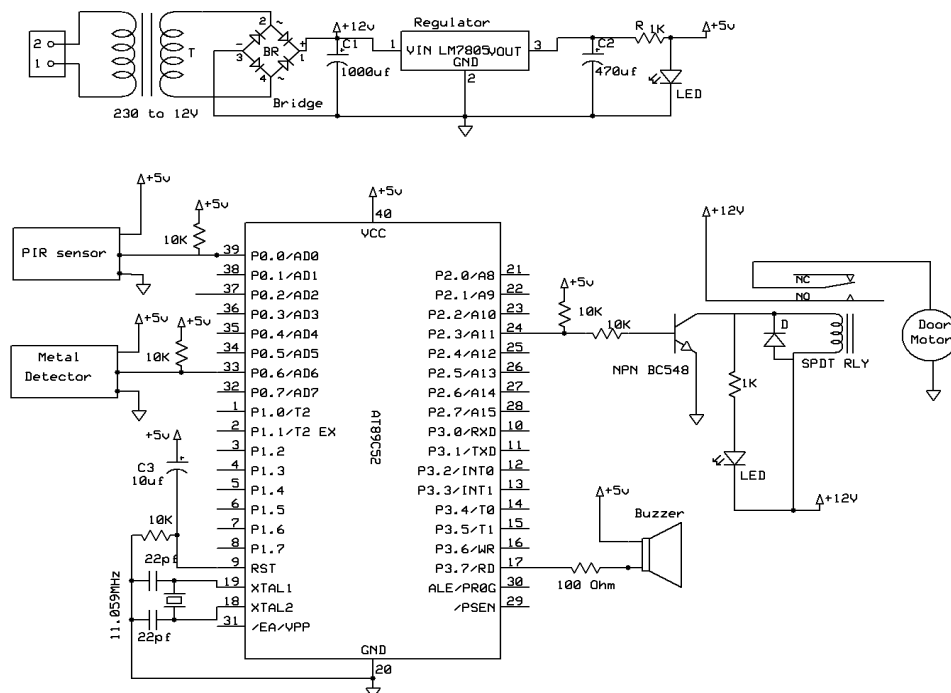 Regulator
2
1
T
230 to 12V
2
~
-
BR
+
3
1
4
~
Bridge
+12v
C1
1000uf
1
VIN LM7805 VOUT
GND
2
3
C2
470uf
R
1K
+5v
LED
+5v
PIR sensor
10K
+5v
+5v
Metal
Detector
10K
+5v
+5v
C3
10uf
10K
22pf
11.059MHz
22pf
+5v
40
VCC
39 P0.0/AD0
38 P0.1/AD1
37 P0.2/AD2
36 P0.3/AD3
35 P0.4/AD4
34 P0.5/AD5
33 P0.6/AD6
32 P0.7/AD7
1 P1.0/T2
2 P1.1/T2 EX
3 P1.2
4 P1.3
5 P1.4
6 P1.5
7 P1.6
8 P1.7
9 RST
19 XTAL1
18 XTAL2
31 /EA/VPP
AT89C52
P2.0/A8 21
P2.1/A9 22
P2.2/A10 23
P2.3/A11 24
P2.4/A12 25
P2.5/A13 26
P2.6/A14 27
P2.7/A15 28
P3.0/RXD 10
P3.1/TXD 11
P3.2/INT0 12
P3.3/INT1 13
P3.4/T0 14
P3.5/T1 15
P3.6/WR 16
P3.7/RD 17
ALE/PROG 30
/PSEN 29
GND
20
+5v
10K
10K
NPN BC548
+12V
NC
NO
D
SPDT RLY
Door
Motor
1K
LED
+12V
+5v
Buzzer
100 Ohm